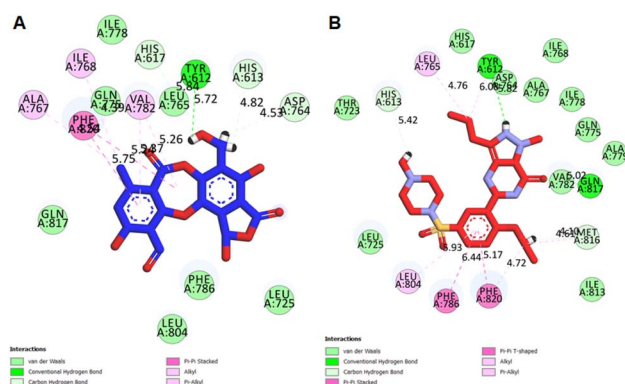 A
ILE
A:778
ILE
A:768
HIS
A:617
TYR
A:612
HIS
A:613
ALA
A:767
VAL
A:782
LEU
A:765
ASP
A:764
5.84
5.72
4.82
4.53
5.26
5.75
GLN
A:817
PHE
A:786
LEU
A:725
LEU
A:804
Interactions
van der Waals
Conventional Hydrogen Bond
Carbon Hydrogen Bond
Pi-Pi Stacked
Alkyl
Pi-Alkyl
B
HIS
A:617
TYR
A:612
ILE
A:768
LEU
A:765
ASP
A:764
ALA
A:767
THR
A:723
HIS
A:613
ILE
A:778
GLN
A:775
ALA
A:779
4.76
5.42
VAL
A:782
5.02
GLN
A:817
MET
A:816
LEU
A:725
5.93
6.44
5.17
4.72
LEU
A:804
PHE
A:786
PHE
A:820
ILE
A:813
Interactions
van der Waals
Conventional Hydrogen Bond
Carbon Hydrogen Bond
Pi-Pi Stacked
Pi-Pi T-shaped
Alkyl
Pi-Alkyl